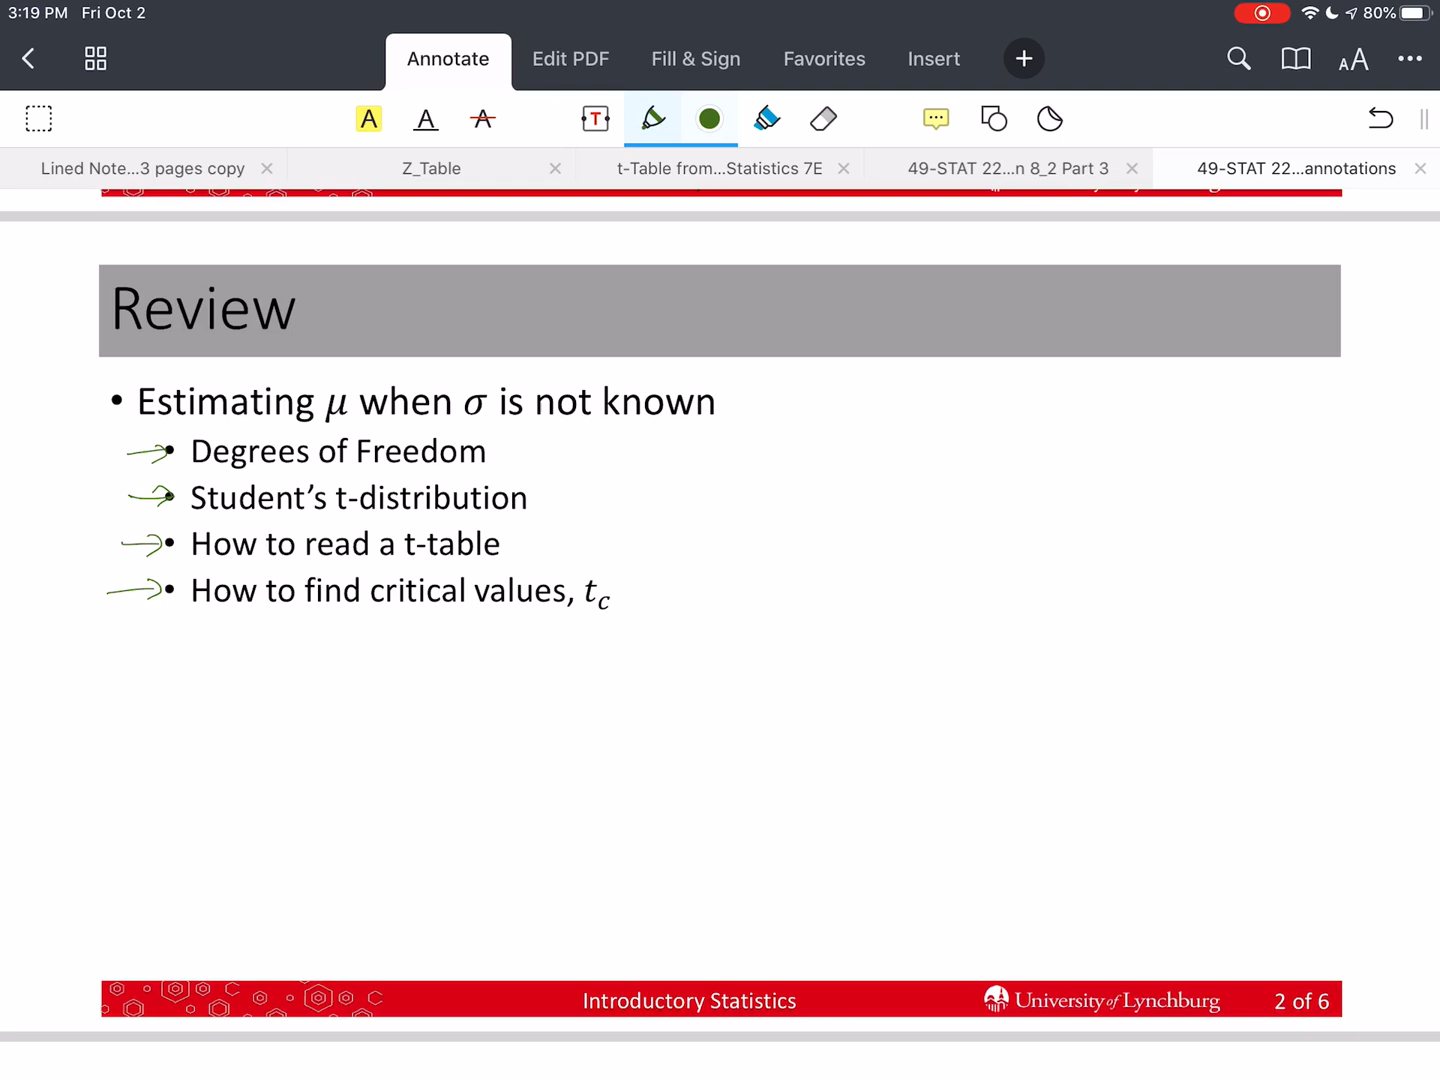 3:19 PM Fri Oct 2 80%
Annotate Edit PDF Fill & Sign Favorites Insert
A A A T AA
Lined Note...3 pages copy Z_Table t-Table from...Statistics 7E 49-STAT 22...n 8_2 Part 3 49-STAT 22...annotations
Review
• Estimating μ when σ is not known
• Degrees of Freedom
• Student’s t-distribution
• How to read a t-table
• How to find critical values, t_c
Introductory Statistics University of Lynchburg 2 of 6